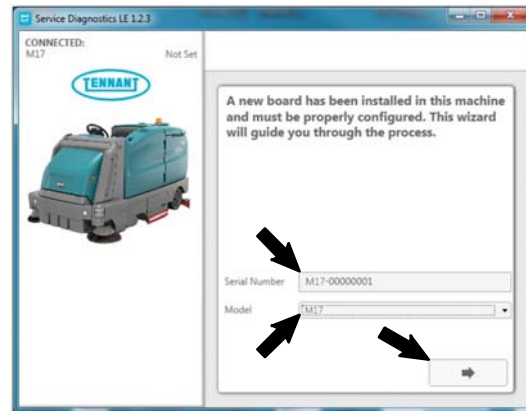 Service Diagnostics LE 1.2.3
CONNECTED:
M17 Not Set
TENNANT
A new board has been installed in this machine
and must be properly configured. This wizard
will guide you through the process.
Serial Number M17-00000001
Model M17